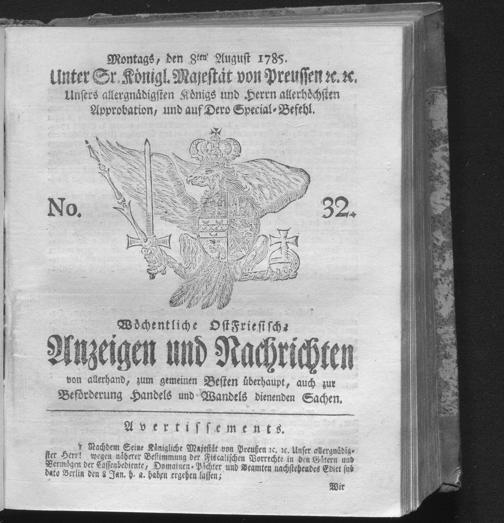 Montags, den 8ten August 1785.
Unter Sr. Königl. Majestät von Preussen ꝛc. ꝛc.
Unsers allergnädigsten Königs und Herrn allerhöchsten
Approbation, und auf Dero Special-Befehl.
No. 32.
Wöchentliche OstFriesische
Anzeigen und Nachrichten
von allerhand, zum gemeinen Besten überhaupt, auch zur
Beförderung Handels und Wandels dienenden Sachen.
Avertissements.
Nachdem Seine Königliche Majestät von Preußen ꝛc. ꝛc. Unser allergnädig-
ster Herr! wegen näherer Bestimmung der Fiscalischen Vorrechte in den Gütern und
Vermögen der Cassenbediente, Domainen-Pächter und Beamten nachstehendes Edict sub
dato Berlin den 8 Jan. h. a. haben ergehen lassen;
Wir